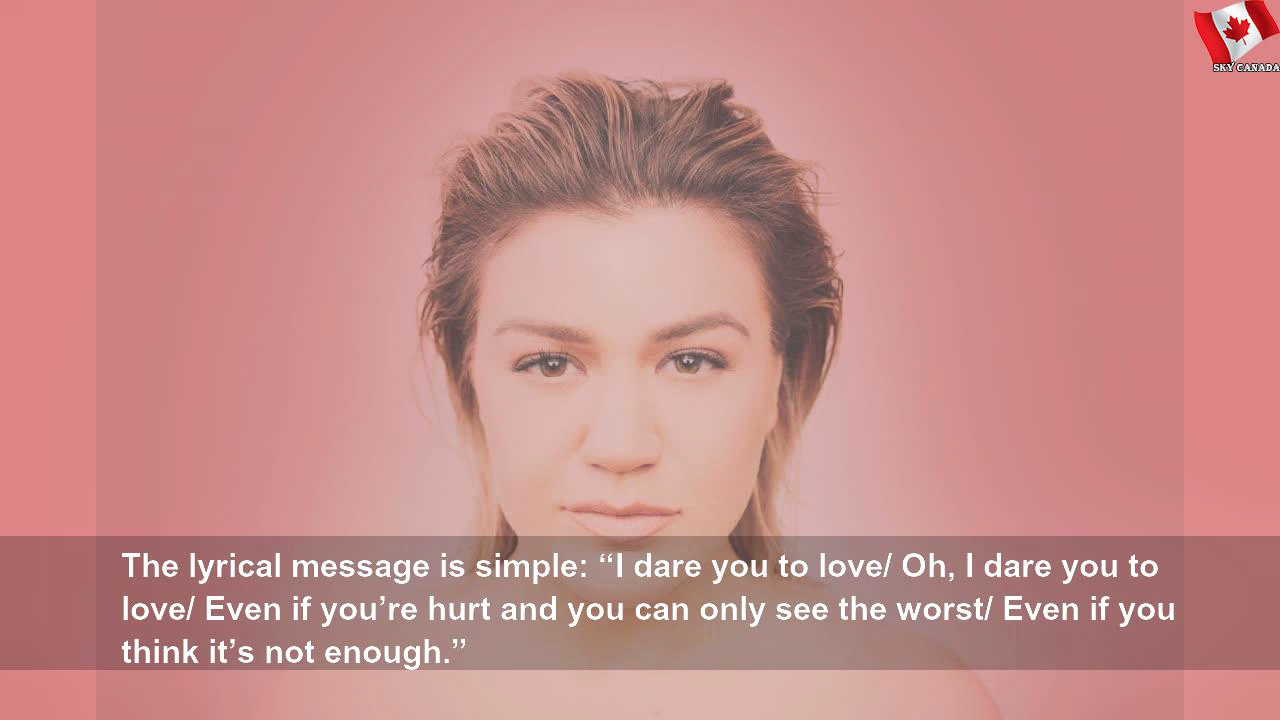 SKY CANADA
The lyrical message is simple: “I dare you to love/ Oh, I dare you to
love/ Even if you’re hurt and you can only see the worst/ Even if you
think it’s not enough.”